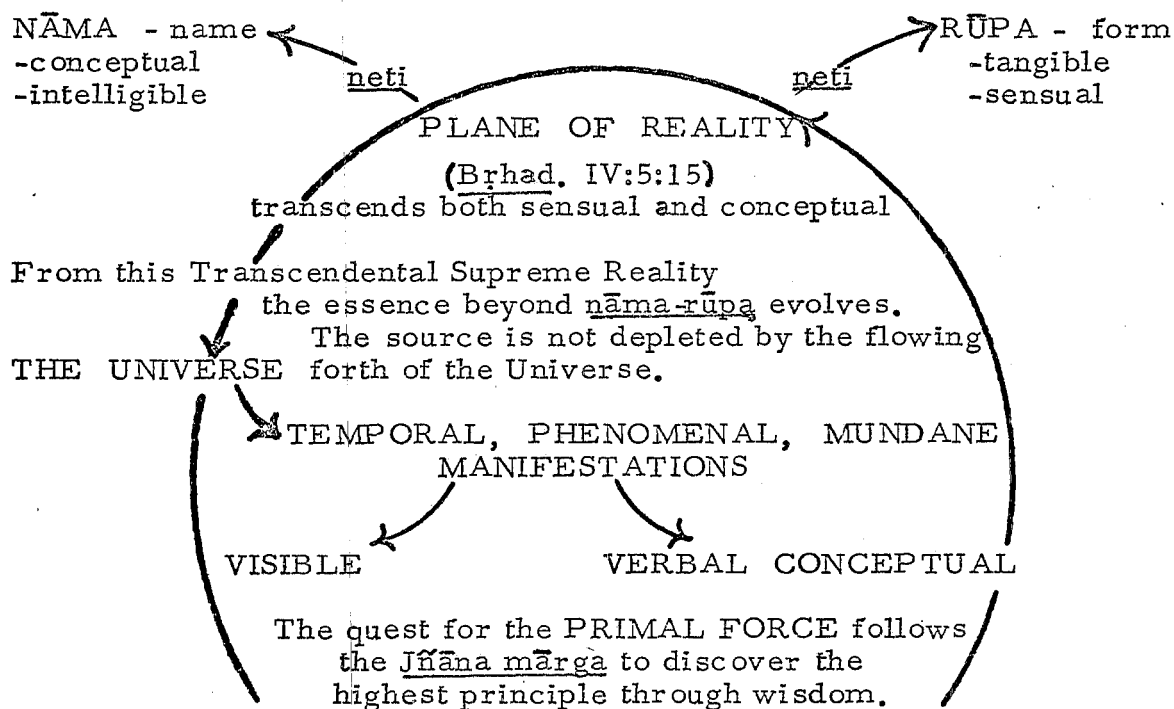 NĀMA - name
-conceptual
-intelligible
neti
neti
RŪPA - form
-tangible
-sensual
PLANE OF REALITY
(Bṛhad. IV:5:15)
transcends both sensual and conceptual
From this Transcendental Supreme Reality
the essence beyond nāma-rūpa evolves.
The source is not depleted by the flowing
THE UNIVERSE forth of the Universe.
TEMPORAL, PHENOMENAL, MUNDANE
MANIFESTATIONS
VISIBLE
VERBAL CONCEPTUAL
The quest for the PRIMAL FORCE follows
the Jñāna mārga to discover the
highest principle through wisdom.